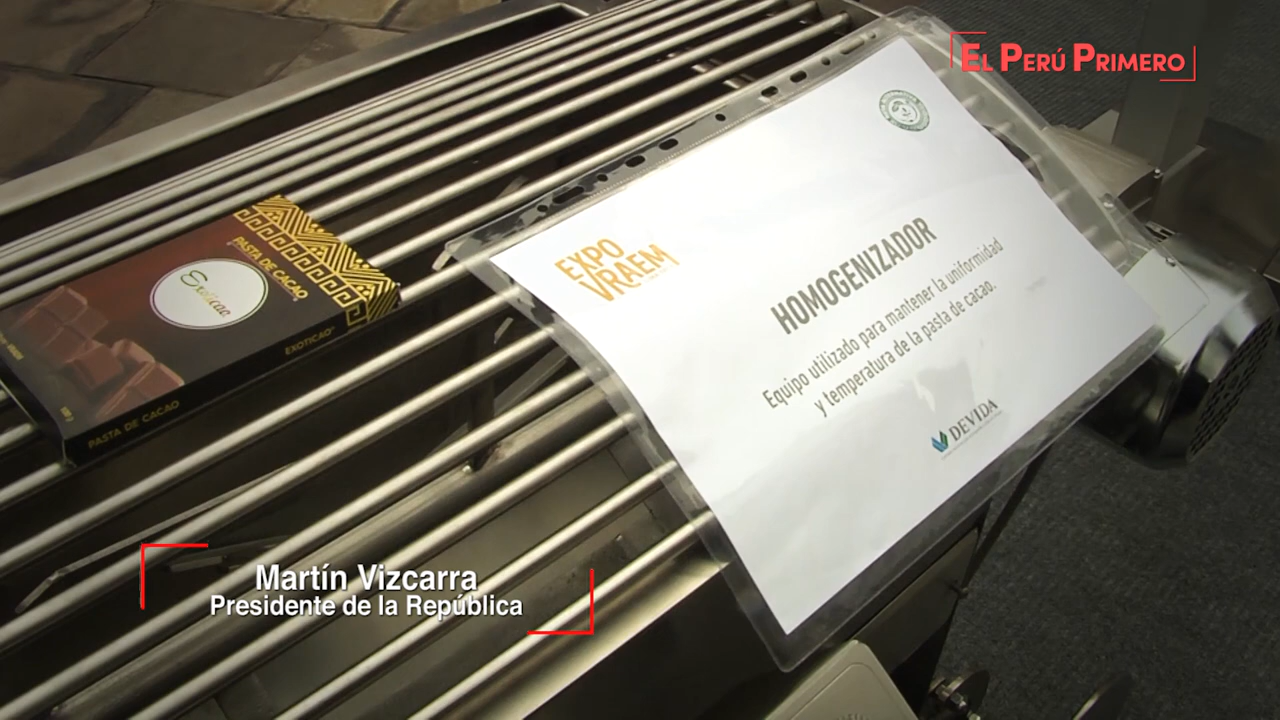 EL PERÚ PRIMERO
EXPO
VRAEM
HOMOGENIZADOR
Equipo utilizado para mantener la uniformidad
y temperatura de la pasta de cacao.
DEVIDA
PASTA DE CACAO
Exoticao
EXOTICAO
PASTA DE CACAO
Martín Vizcarra
Presidente de la República